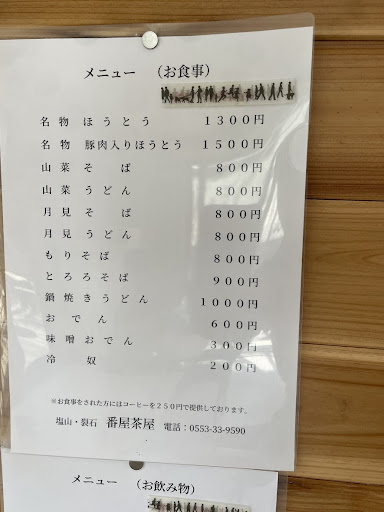 メニュー （お食事）
名物 ほうとう １３００円
名物 豚肉入りほうとう １５００円
山菜そば ８００円
山菜うどん ８００円
月見そば ８００円
月見うどん ８００円
もりそば ８００円
とろろそば ９００円
鍋焼きうどん １０００円
おでん ６００円
味噌おでん ３００円
冷奴 ２００円
※お食事をされた方にはコーヒーを２５０円で提供しております。
塩山・裂石 番屋茶屋 電話：0553-33-9590
メニュー （お飲み物）